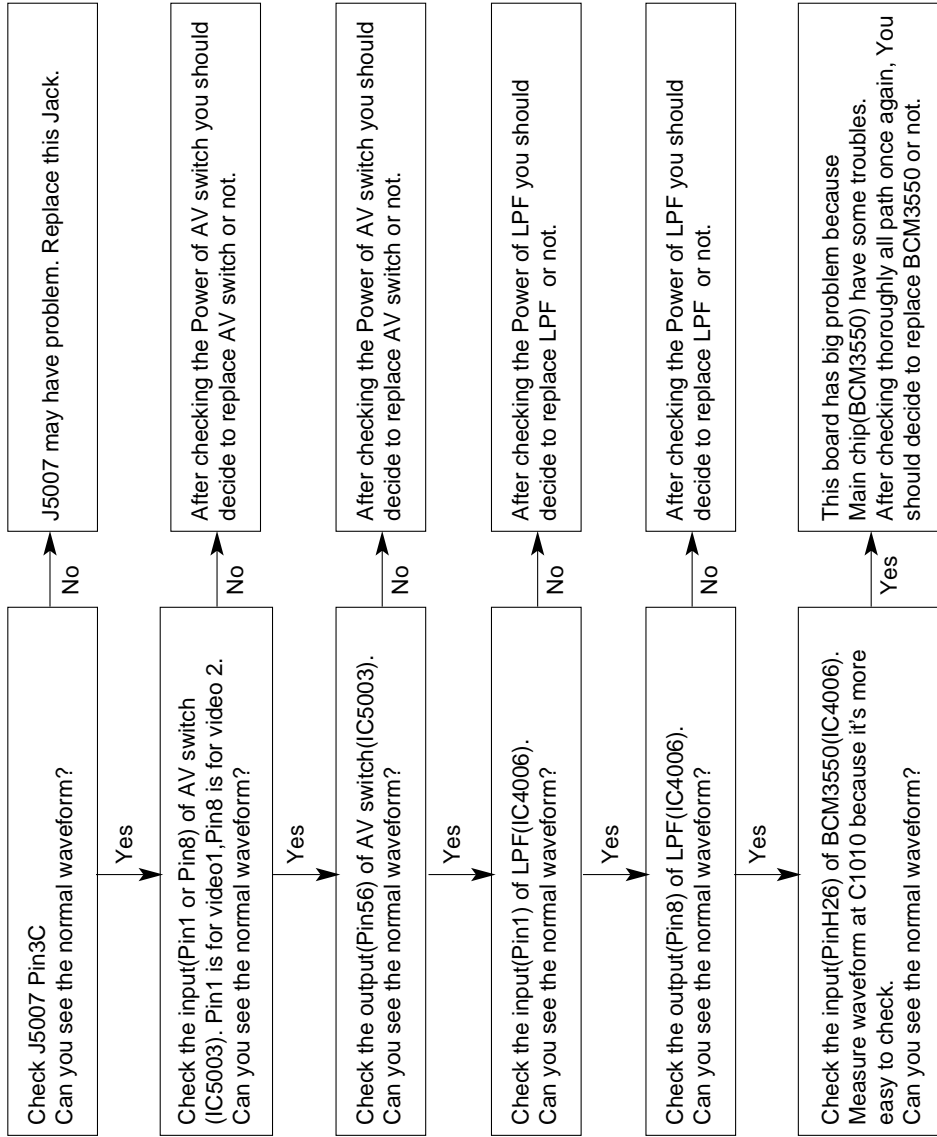 Check J5007 Pin3C
Can you see the normal waveform?
No
J5007 may have problem. Replace this Jack.
Yes
Check the input(Pin1 or Pin8) of AV switch
(IC5003). Pin1 is for video1,Pin8 is for video 2.
Can you see the normal waveform?
No
After checking the Power of AV switch you should
decide to replace AV switch or not.
Yes
Check the output(Pin56) of AV switch(IC5003).
Can you see the normal waveform?
No
After checking the Power of AV switch you should
decide to replace AV switch or not.
Yes
Check the input(Pin1) of LPF(IC4006).
Can you see the normal waveform?
No
After checking the Power of LPF you should
decide to replace LPF or not.
Yes
Check the output(Pin8) of LPF(IC4006).
Can you see the normal waveform?
No
After checking the Power of LPF you should
decide to replace LPF or not.
Yes
Check the input(PinH26) of BCM3550(IC4006).
Measure waveform at C1010 because it's more
easy to check.
Can you see the normal waveform?
Yes
This board has big problem because
Main chip(BCM3550) have some troubles.
After checking thoroughly all path once again, You
should decide to replace BCM3550 or not.